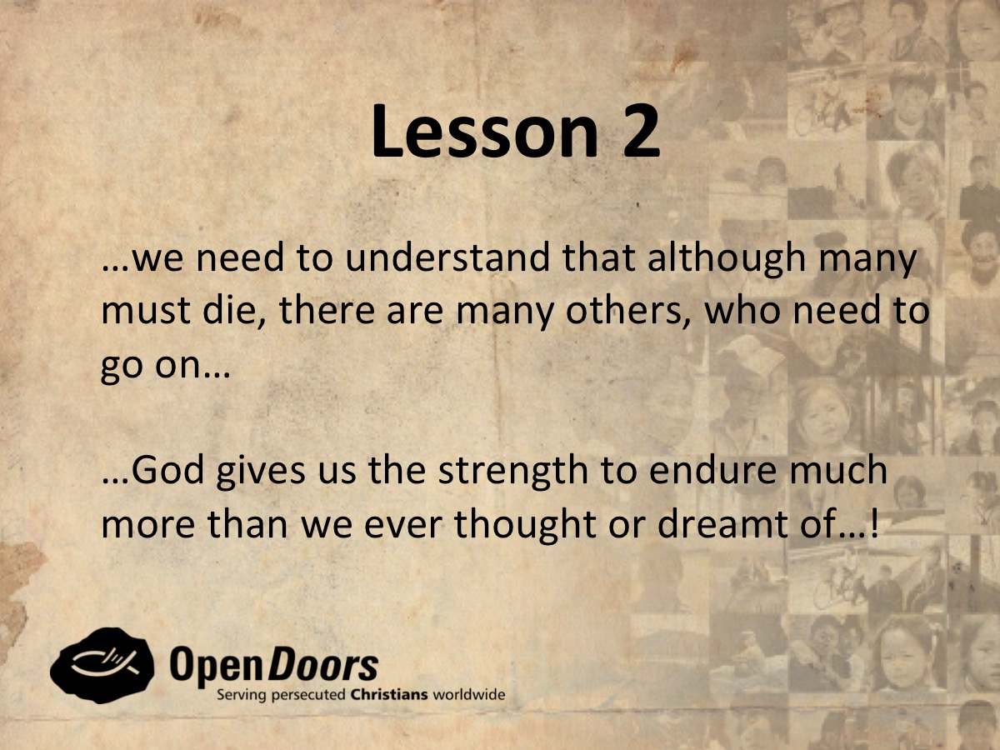 Lesson 2
…we need to understand that although many
must die, there are many others, who need to
go on…
…God gives us the strength to endure much
more than we ever thought or dreamt of…!
Open Doors
Serving persecuted Christians worldwide